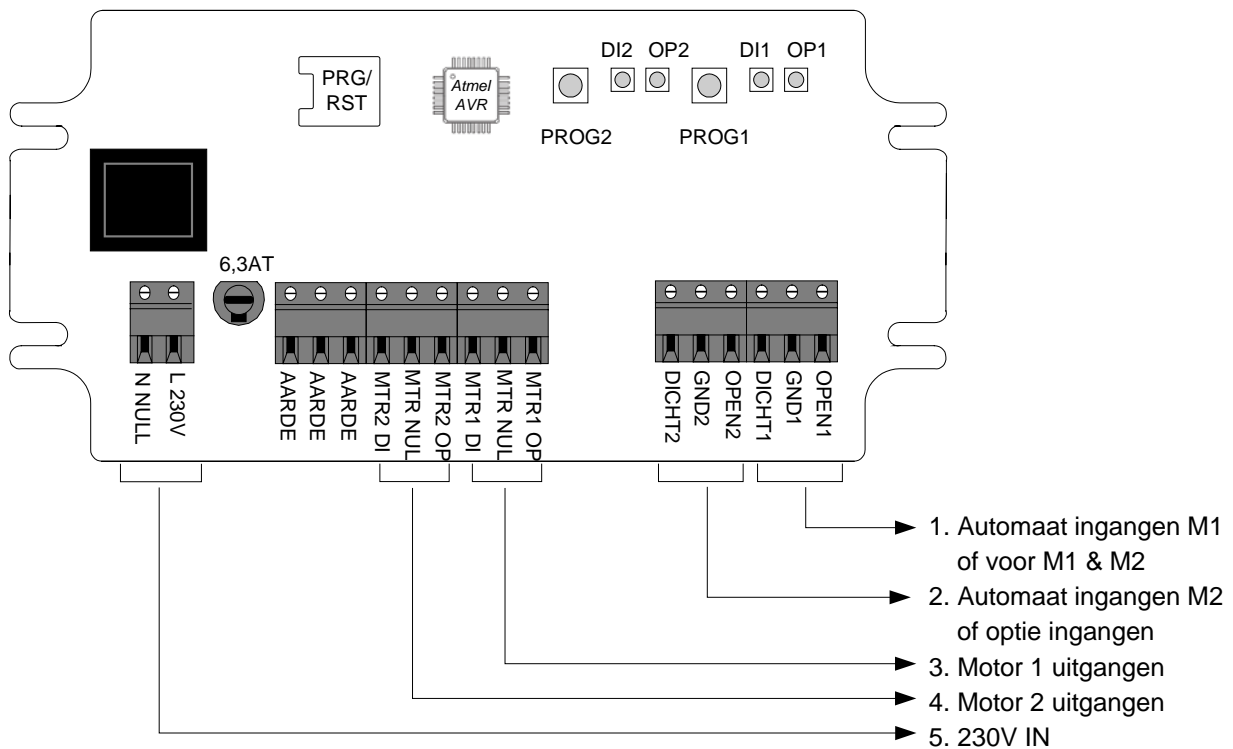 DI2 OP2 DI1 OP1
PRG/
RST
Atmel
AVR
PROG2 PROG1
6,3AT
N NULL
L 230V
AARDE
AARDE
AARDE
MTR2 DI
MTR NUL
MTR2 OP
MTR1 DI
MTR NUL
MTR1 OP
DICHT2
GND2
OPEN2
DICHT1
GND1
OPEN1
1. Automaat ingangen M1
of voor M1 & M2
2. Automaat ingangen M2
of optie ingangen
3. Motor 1 uitgangen
4. Motor 2 uitgangen
5. 230V IN